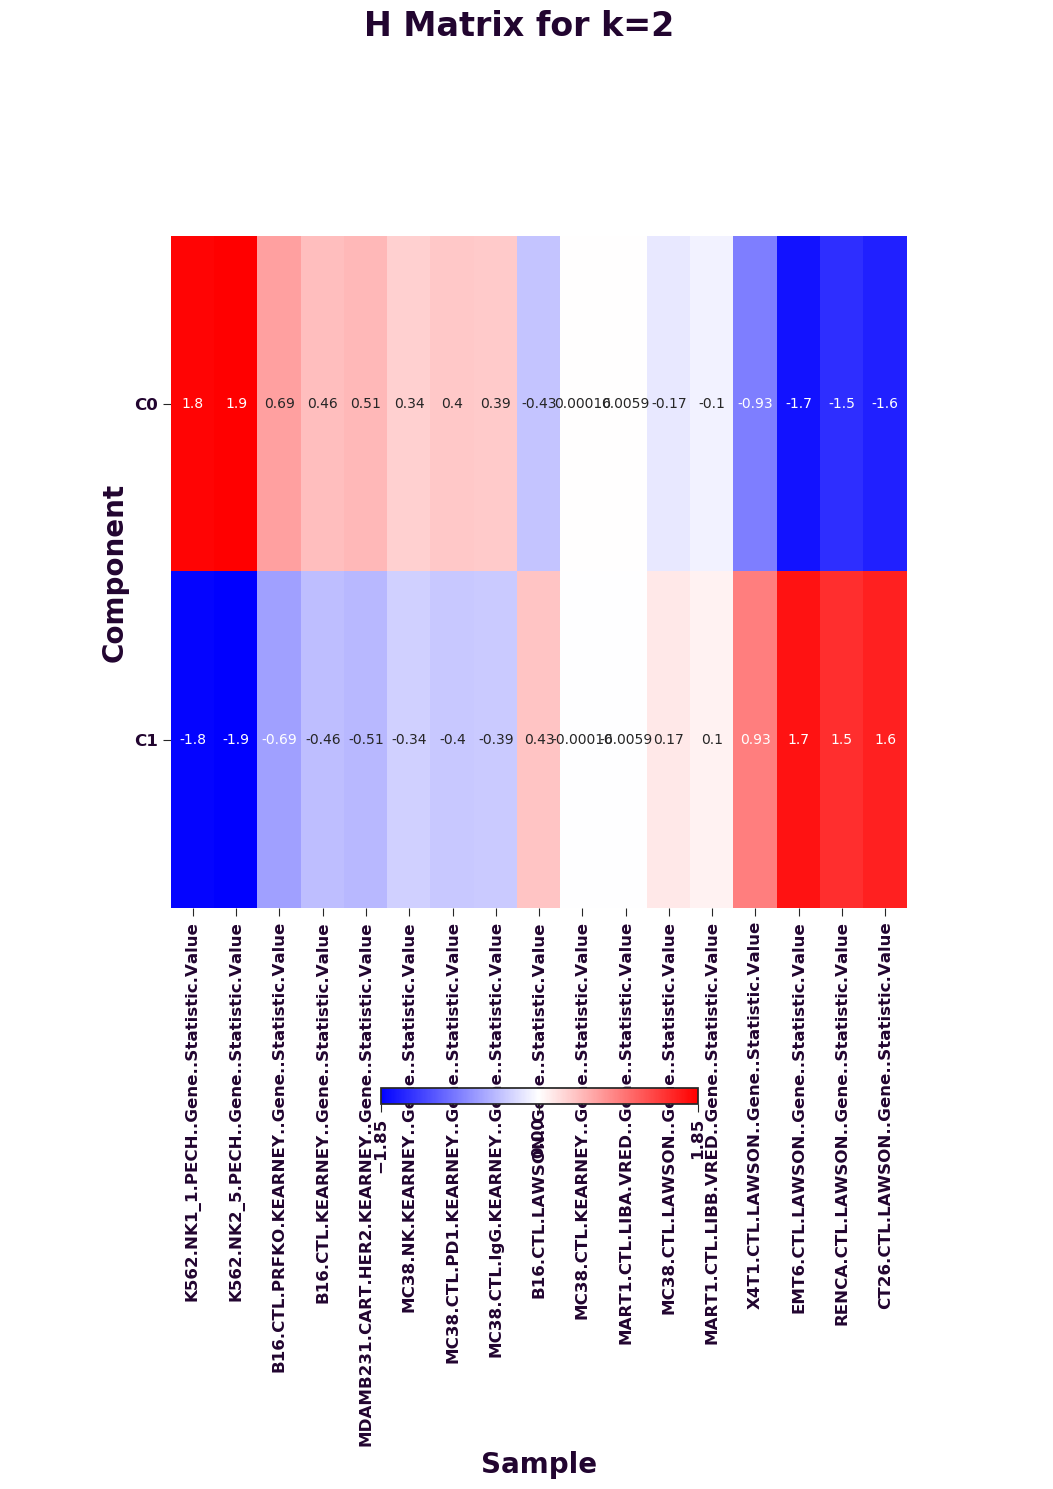 H Matrix for k=2
Component
C0
1.8 1.9 0.69 0.46 0.51 0.34 0.4 0.39 -0.43 0.00016 0.0059 -0.17 -0.1 -0.93 -1.7 -1.5 -1.6
C1
-1.8 -1.9 -0.69 -0.46 -0.51 -0.34 -0.4 -0.39 0.43 -0.00016 -0.0059 0.17 0.1 0.93 1.7 1.5 1.6
K562.NK1_1.PECH..Gene..Statistic.Value
K562.NK2_5.PECH..Gene..Statistic.Value
B16.CTL.PRFKO.KEARNEY..Gene..Statistic.Value
B16.CTL.KEARNEY..Gene..Statistic.Value
MDAMB231.CART.HER2.KEARNEY..Gene..Statistic.Value
MC38.NK.KEARNEY..Gene..Statistic.Value
MC38.CTL.PD1.KEARNEY..Gene..Statistic.Value
MC38.CTL.IgG.KEARNEY..Gene..Statistic.Value
B16.CTL.LAWSON..Gene..Statistic.Value
MC38.CTL.KEARNEY..Gene..Statistic.Value
MART1.CTL.LIBA.VRED..Gene..Statistic.Value
MC38.CTL.LAWSON..Gene..Statistic.Value
MART1.CTL.LIBB.VRED..Gene..Statistic.Value
X4T1.CTL.LAWSON..Gene..Statistic.Value
EMT6.CTL.LAWSON..Gene..Statistic.Value
RENCA.CTL.LAWSON..Gene..Statistic.Value
CT26.CTL.LAWSON..Gene..Statistic.Value
−1.85
0.00
1.85
Sample